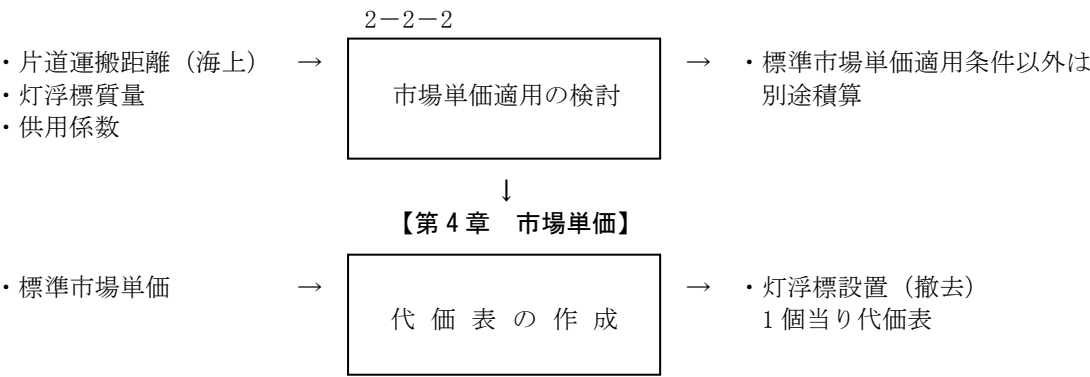 2－2－2
・片道運搬距離（海上） → 市場単価適用の検討 → ・標準市場単価適用条件以外は
・灯浮標質量 別途積算
・供用係数
↓
【第4章　市場単価】
・標準市場単価 → 代 価 表 の 作 成 → ・灯浮標設置（撤去）
1個当り代価表